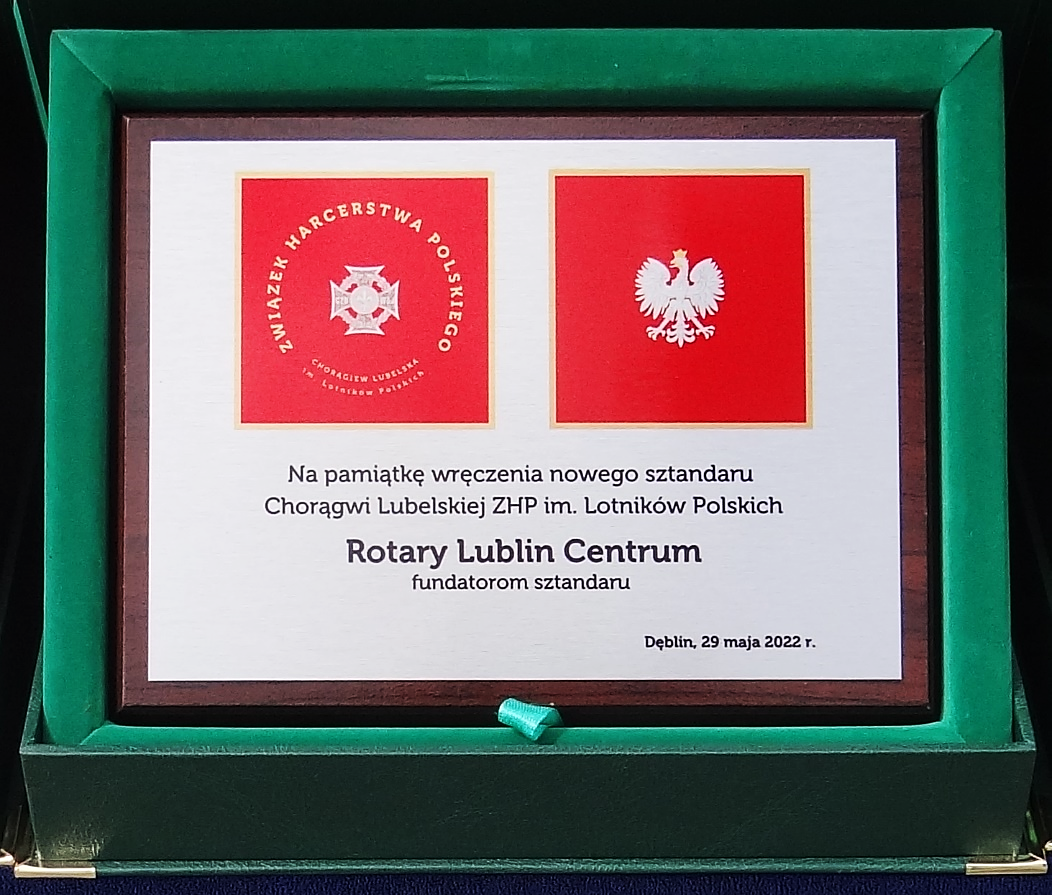 ZWIĄZEK HARCERSTWA POLSKIEGO
CHORĄGIEW LUBELSKA
im. Lotników Polskich
Na pamiątkę wręczenia nowego sztandaru
Chorągwi Lubelskiej ZHP im. Lotników Polskich
Rotary Lublin Centrum
fundatorom sztandaru
Dęblin, 29 maja 2022 r.